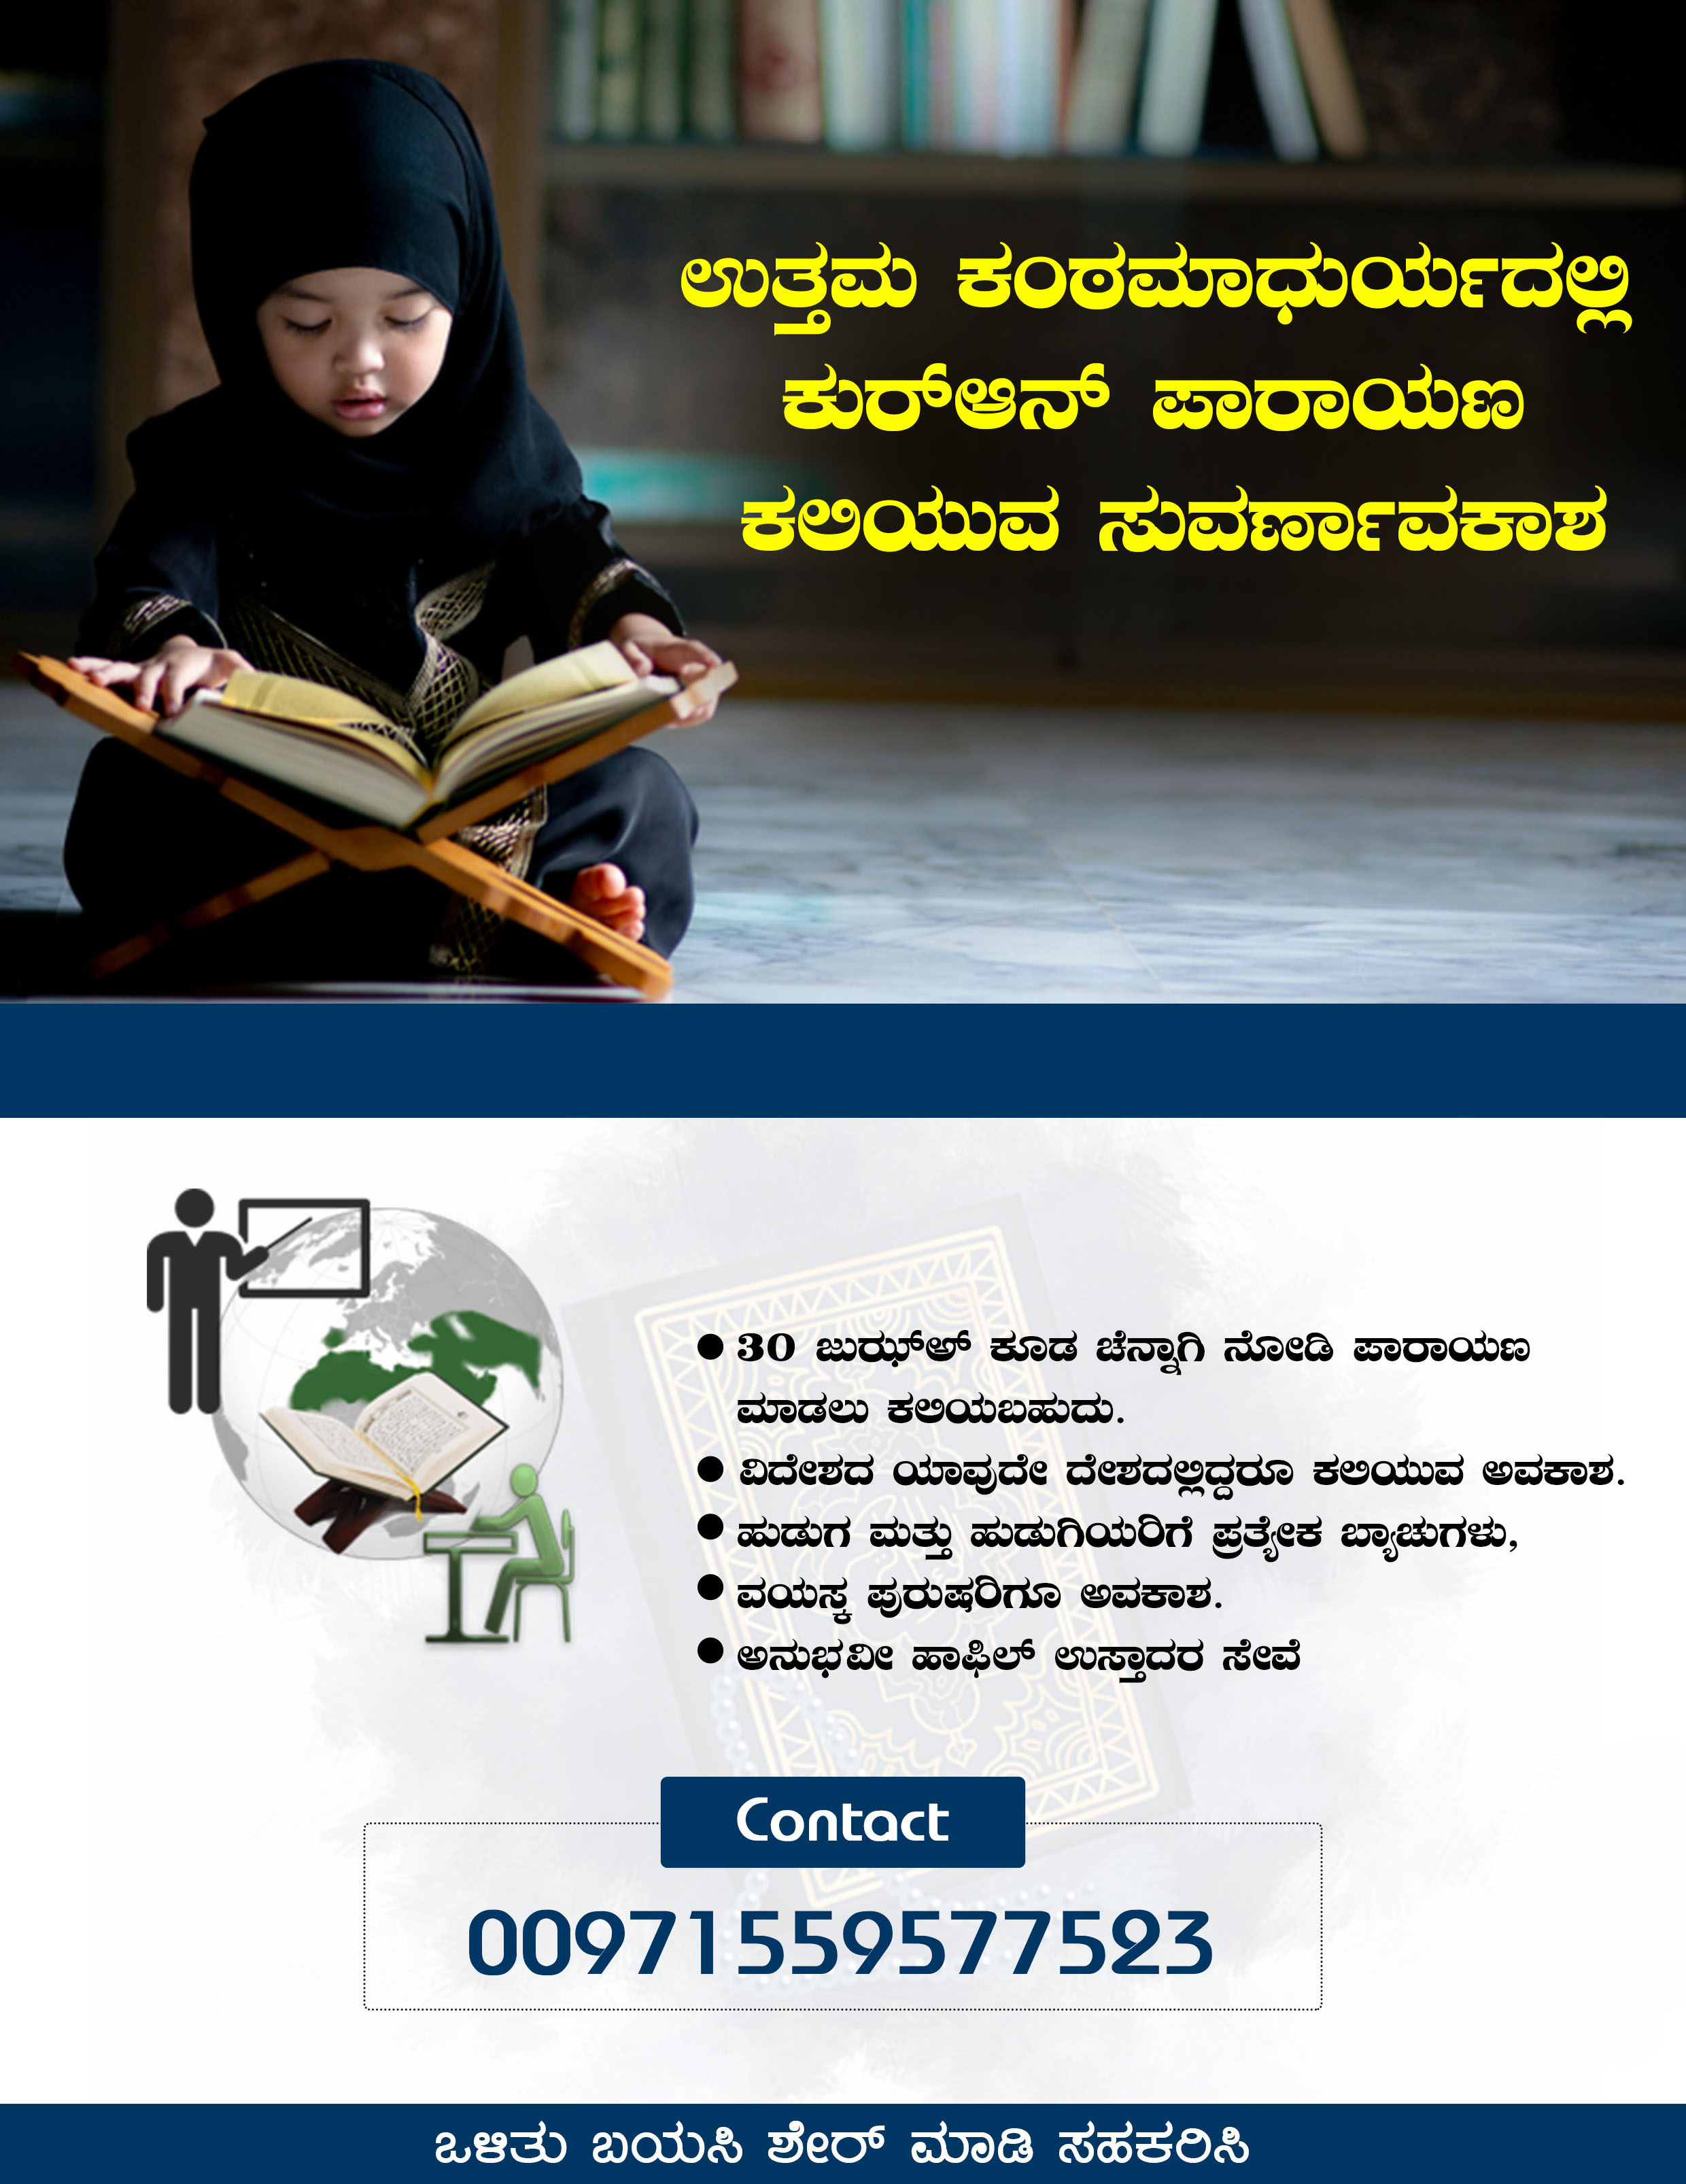 ಉತ್ತಮ ಕಂಠಮಾಧುರ್ಯದಲ್ಲಿ
ಕುರ್‌ಆನ್ ಪಾರಾಯಣ
ಕಲಿಯುವ ಸುವರ್ಣಾವಕಾಶ
● 30 ಜುಝ್‌ಅ್ ಕೂಡ ಚೆನ್ನಾಗಿ ನೋಡಿ ಪಾರಾಯಣ
ಮಾಡಲು ಕಲಿಯಬಹುದು.
● ವಿದೇಶದ ಯಾವುದೇ ದೇಶದಲ್ಲಿದ್ದರೂ ಕಲಿಯುವ ಅವಕಾಶ.
● ಹುಡುಗ ಮತ್ತು ಹುಡುಗಿಯರಿಗೆ ಪ್ರತ್ಯೇಕ ಬ್ಯಾಚುಗಳು,
● ವಯಸ್ಕ ಪುರುಷರಿಗೂ ಅವಕಾಶ.
● ಅನುಭವೀ ಹಾಫಿಲ್ ಉಸ್ತಾದರ ಸೇವೆ
Contact
00971559577523
ಒಳಿತು ಬಯಸಿ ಶೇರ್ ಮಾಡಿ ಸಹಕರಿಸಿ